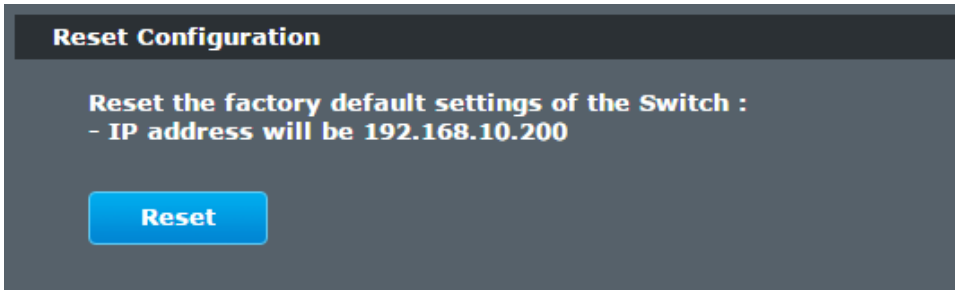 Reset Configuration
Reset the factory default settings of the Switch :
- IP address will be 192.168.10.200
Reset